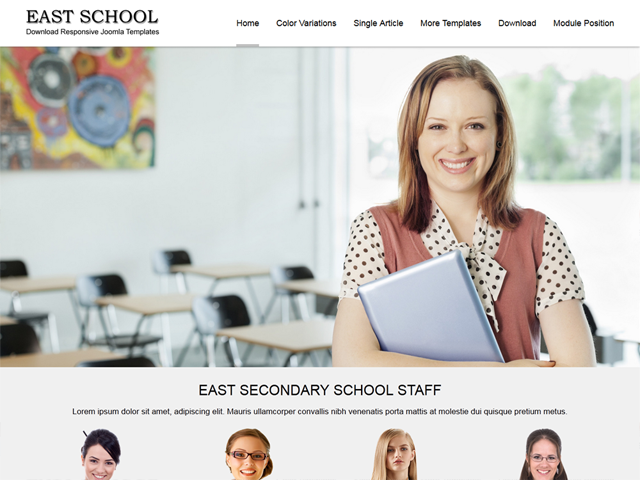 EAST SCHOOL
Download Responsive Joomla Templates
Home
Color Variations
Single Article
More Templates
Download
Module Position
EAST SECONDARY SCHOOL STAFF
Lorem ipsum dolor sit amet, adipiscing elit. Mauris ullamcorper convallis nibh venenatis porta mattis at molestie dui quisque pretium metus.